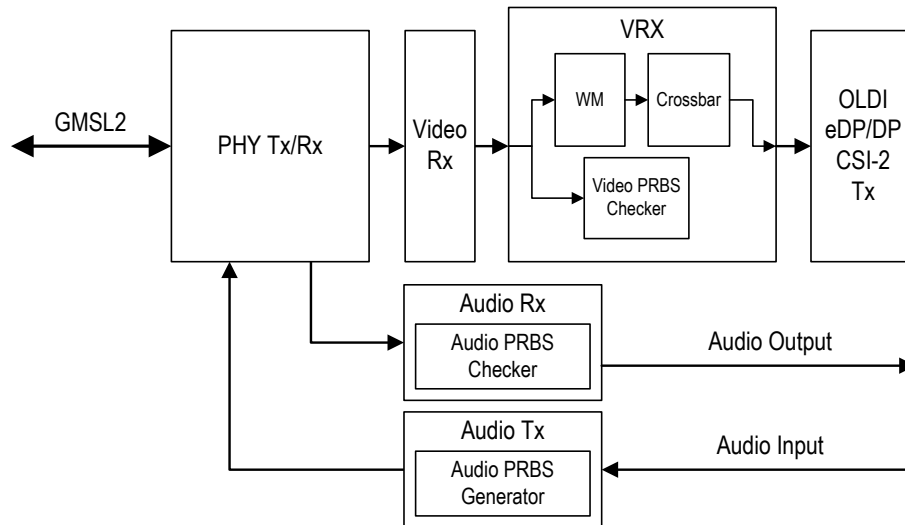 GMSL2
PHY Tx/Rx
Video
Rx
VRX
WM
Crossbar
Video PRBS
Checker
OLDI
eDP/DP
CSI-2
Tx
Audio Rx
Audio PRBS
Checker
Audio Output
Audio Tx
Audio PRBS
Generator
Audio Input